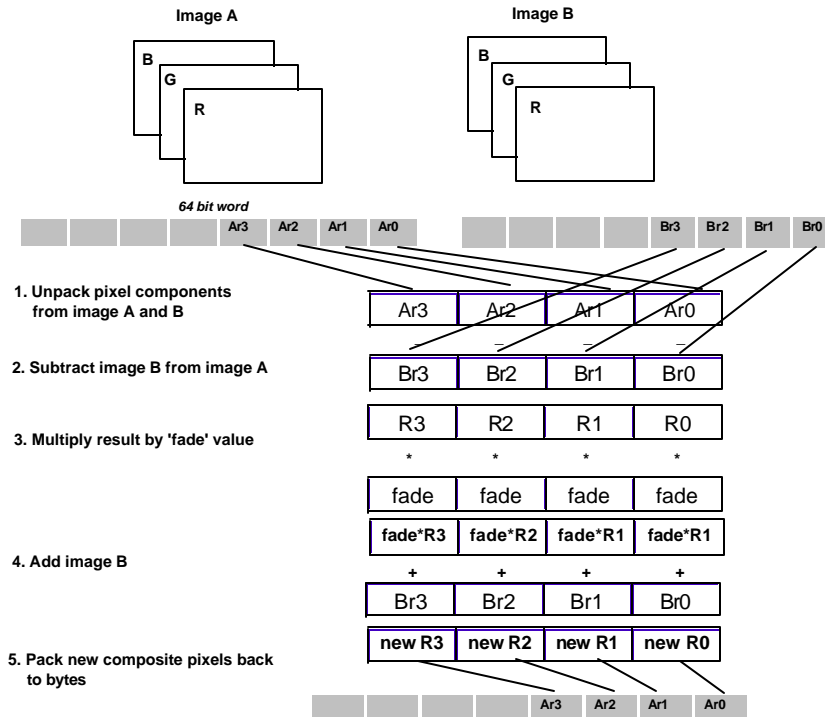 Image A Image B
B B
G G
R R
64 bit word
Ar3 Ar2 Ar1 Ar0 Br3 Br2 Br1 Br0
1. Unpack pixel components
from image A and B
Ar3 Ar2 Ar1 Ar0
– – – –
2. Subtract image B from image A
Br3 Br2 Br1 Br0
R3 R2 R1 R0
3. Multiply result by 'fade' value
* * * *
fade fade fade fade
fade*R3 fade*R2 fade*R1 fade*R1
4. Add image B
+ + + +
Br3 Br2 Br1 Br0
new R3 new R2 new R1 new R0
5. Pack new composite pixels back
to bytes
Ar3 Ar2 Ar1 Ar0